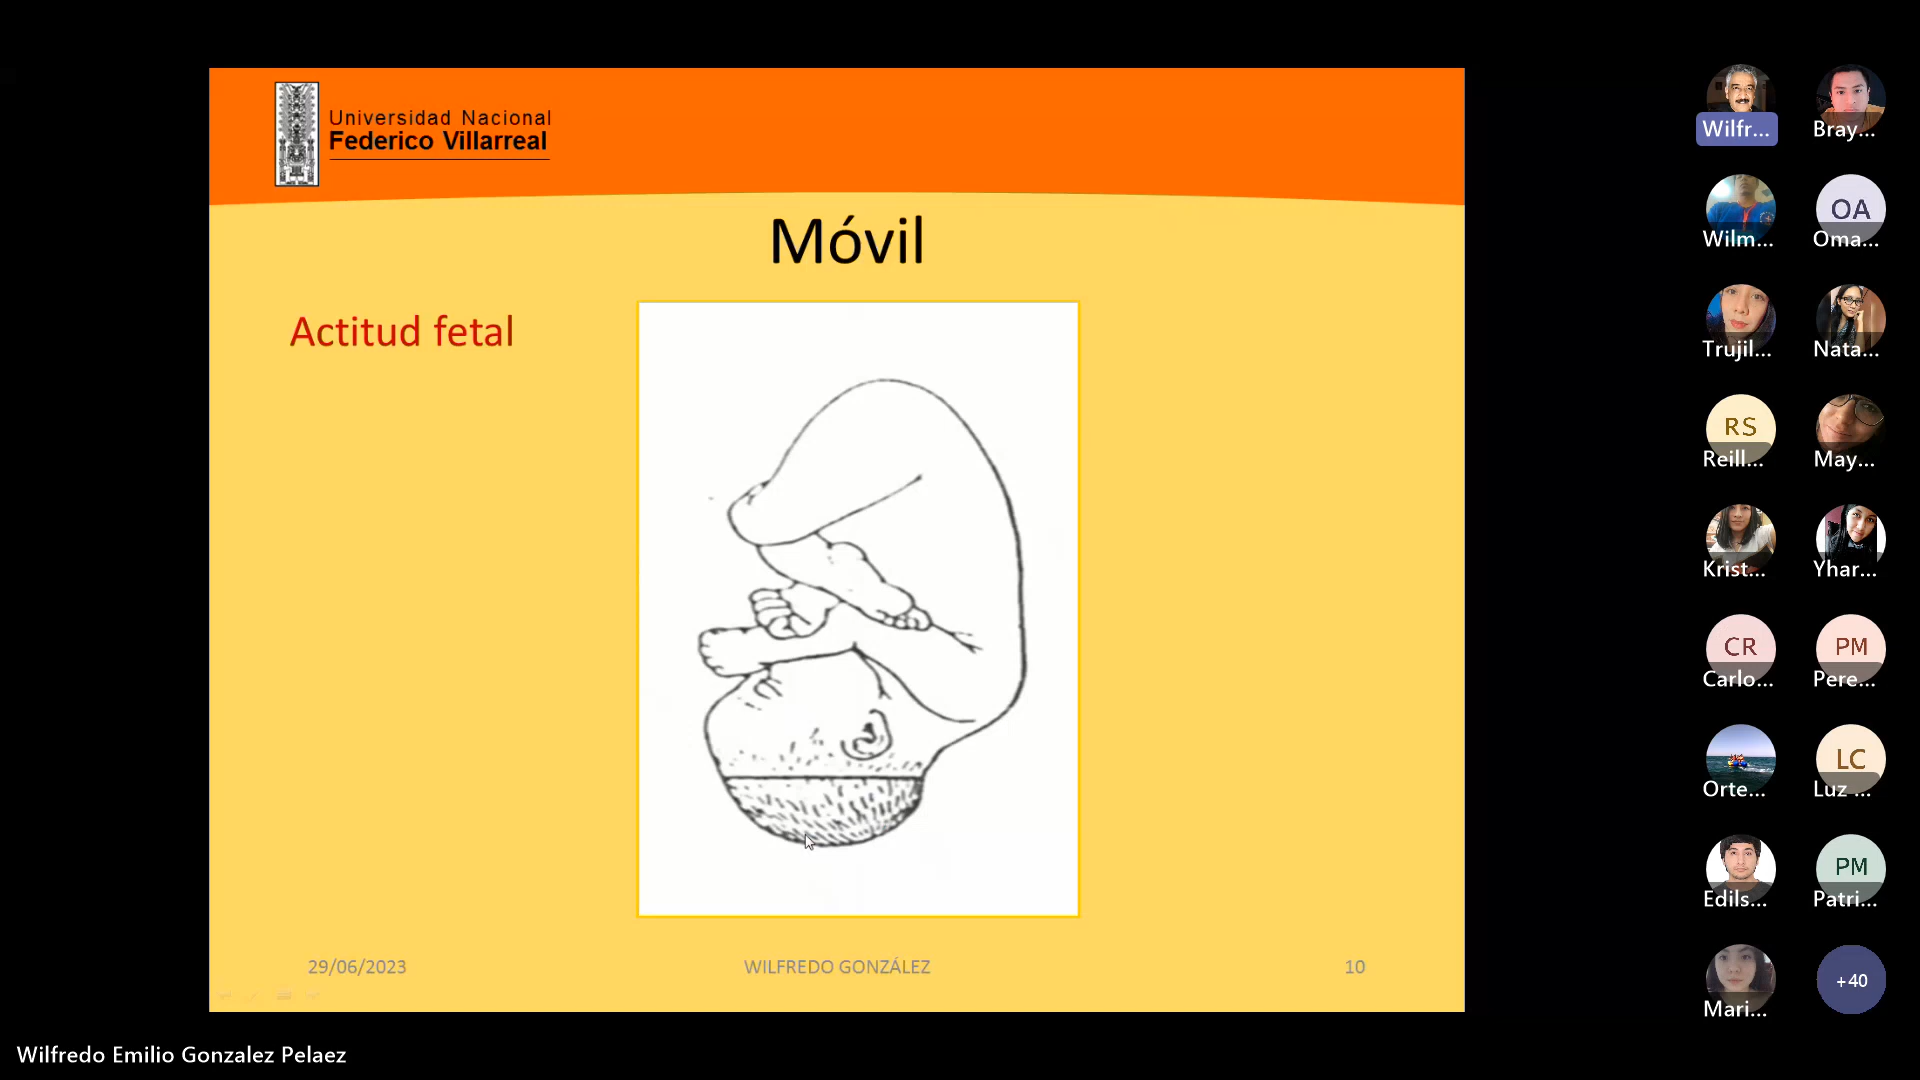 Universidad Nacional
Federico Villarreal
Móvil
Actitud fetal
29/06/2023
WILFREDO GONZÁLEZ
10
Wilfr...
Bray...
Wilm...
OA
Oma...
Trujil...
Nata...
RS
Reill...
May...
Krist...
Yhar...
CR
Carlo...
PM
Pere...
Orte...
LC
Luz ...
Edils...
PM
Patri...
Mari...
+40
Wilfredo Emilio Gonzalez Pelaez